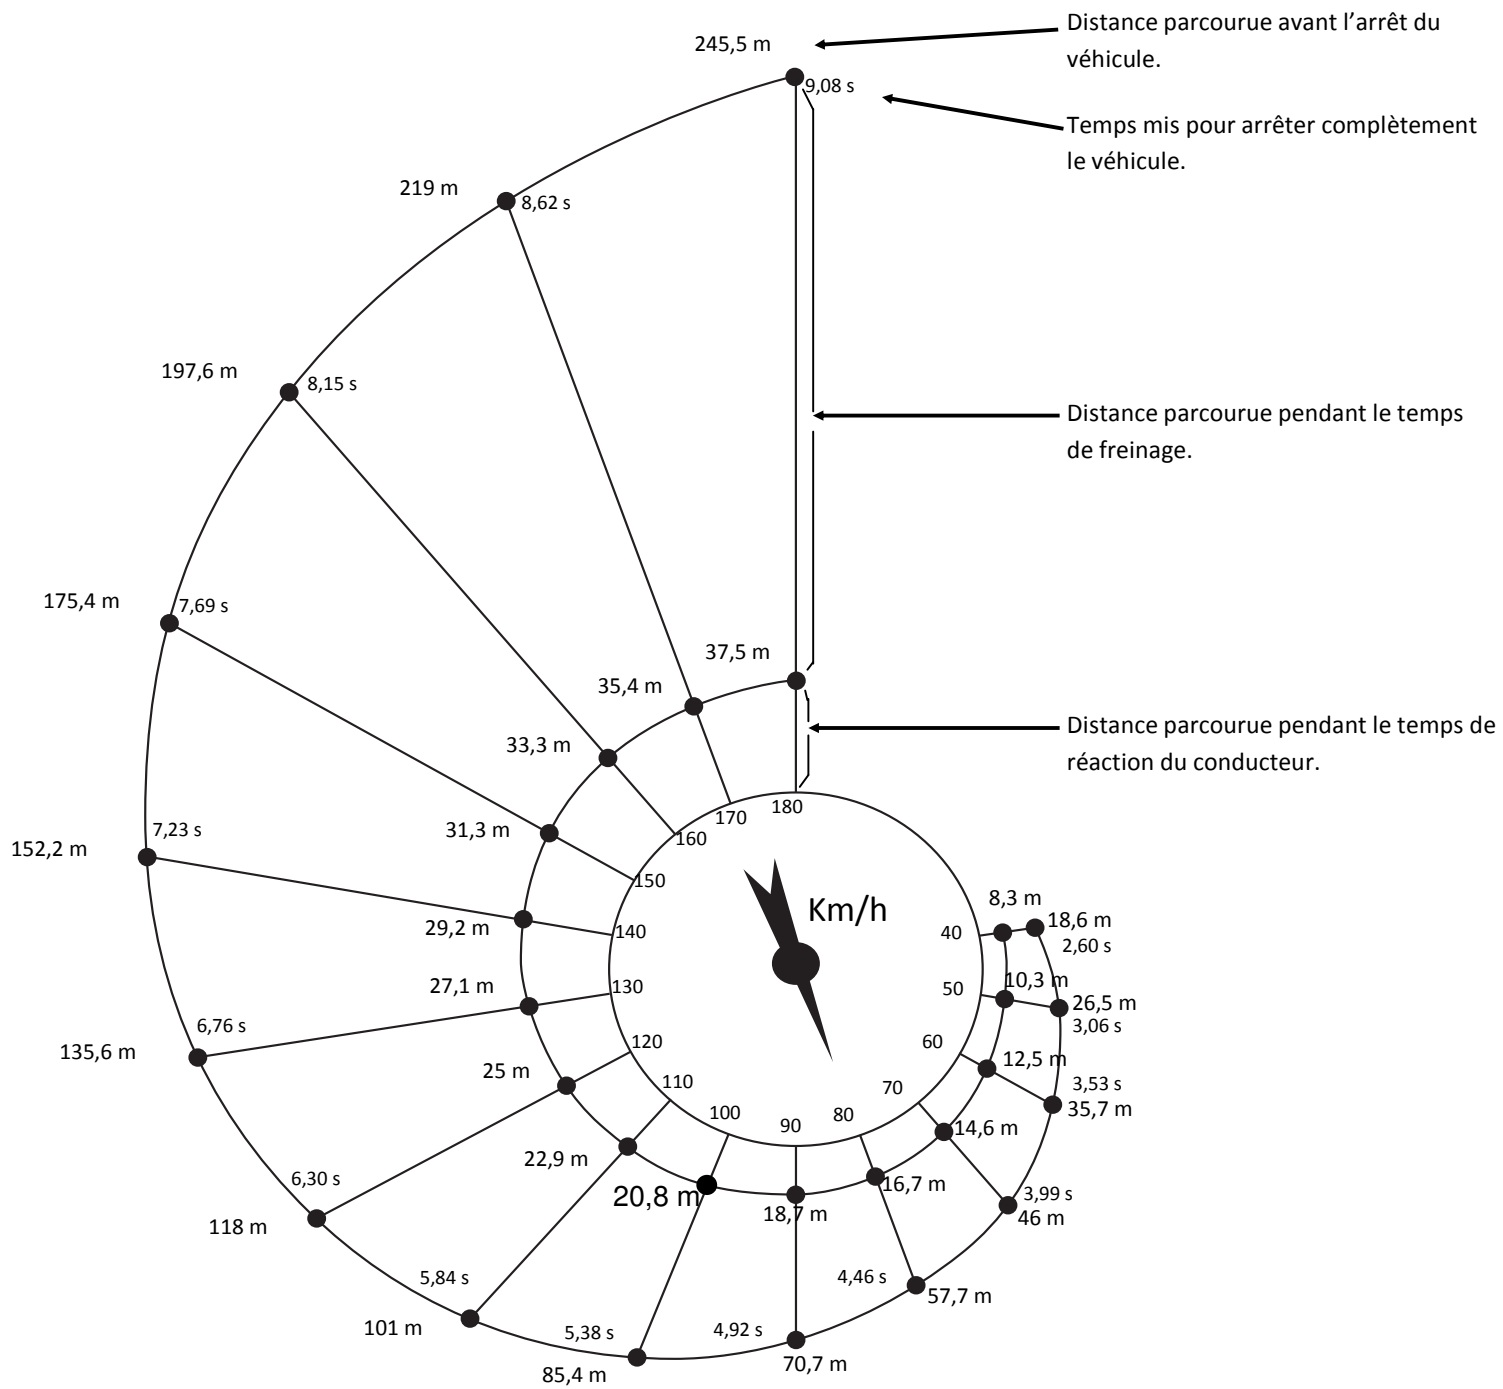 245,5 m
Distance parcourue avant l’arrêt du
véhicule.
9,08 s
Temps mis pour arrêter complètement
le véhicule.
219 m
8,62 s
197,6 m
8,15 s
Distance parcourue pendant le temps
de freinage.
175,4 m
7,69 s
37,5 m
35,4 m
33,3 m
Distance parcourue pendant le temps de
réaction du conducteur.
180
170
160
150
140
130
120
110
100
90
80
70
60
50
40
Km/h
31,3 m
7,23 s
152,2 m
29,2 m
27,1 m
6,76 s
135,6 m
25 m
6,30 s
118 m
22,9 m
5,84 s
101 m
20,8 m
5,38 s
85,4 m
18,7 m
4,92 s
70,7 m
16,7 m
4,46 s
57,7 m
14,6 m
3,99 s
46 m
12,5 m
3,53 s
35,7 m
10,3 m
26,5 m
3,06 s
8,3 m
18,6 m
2,60 s